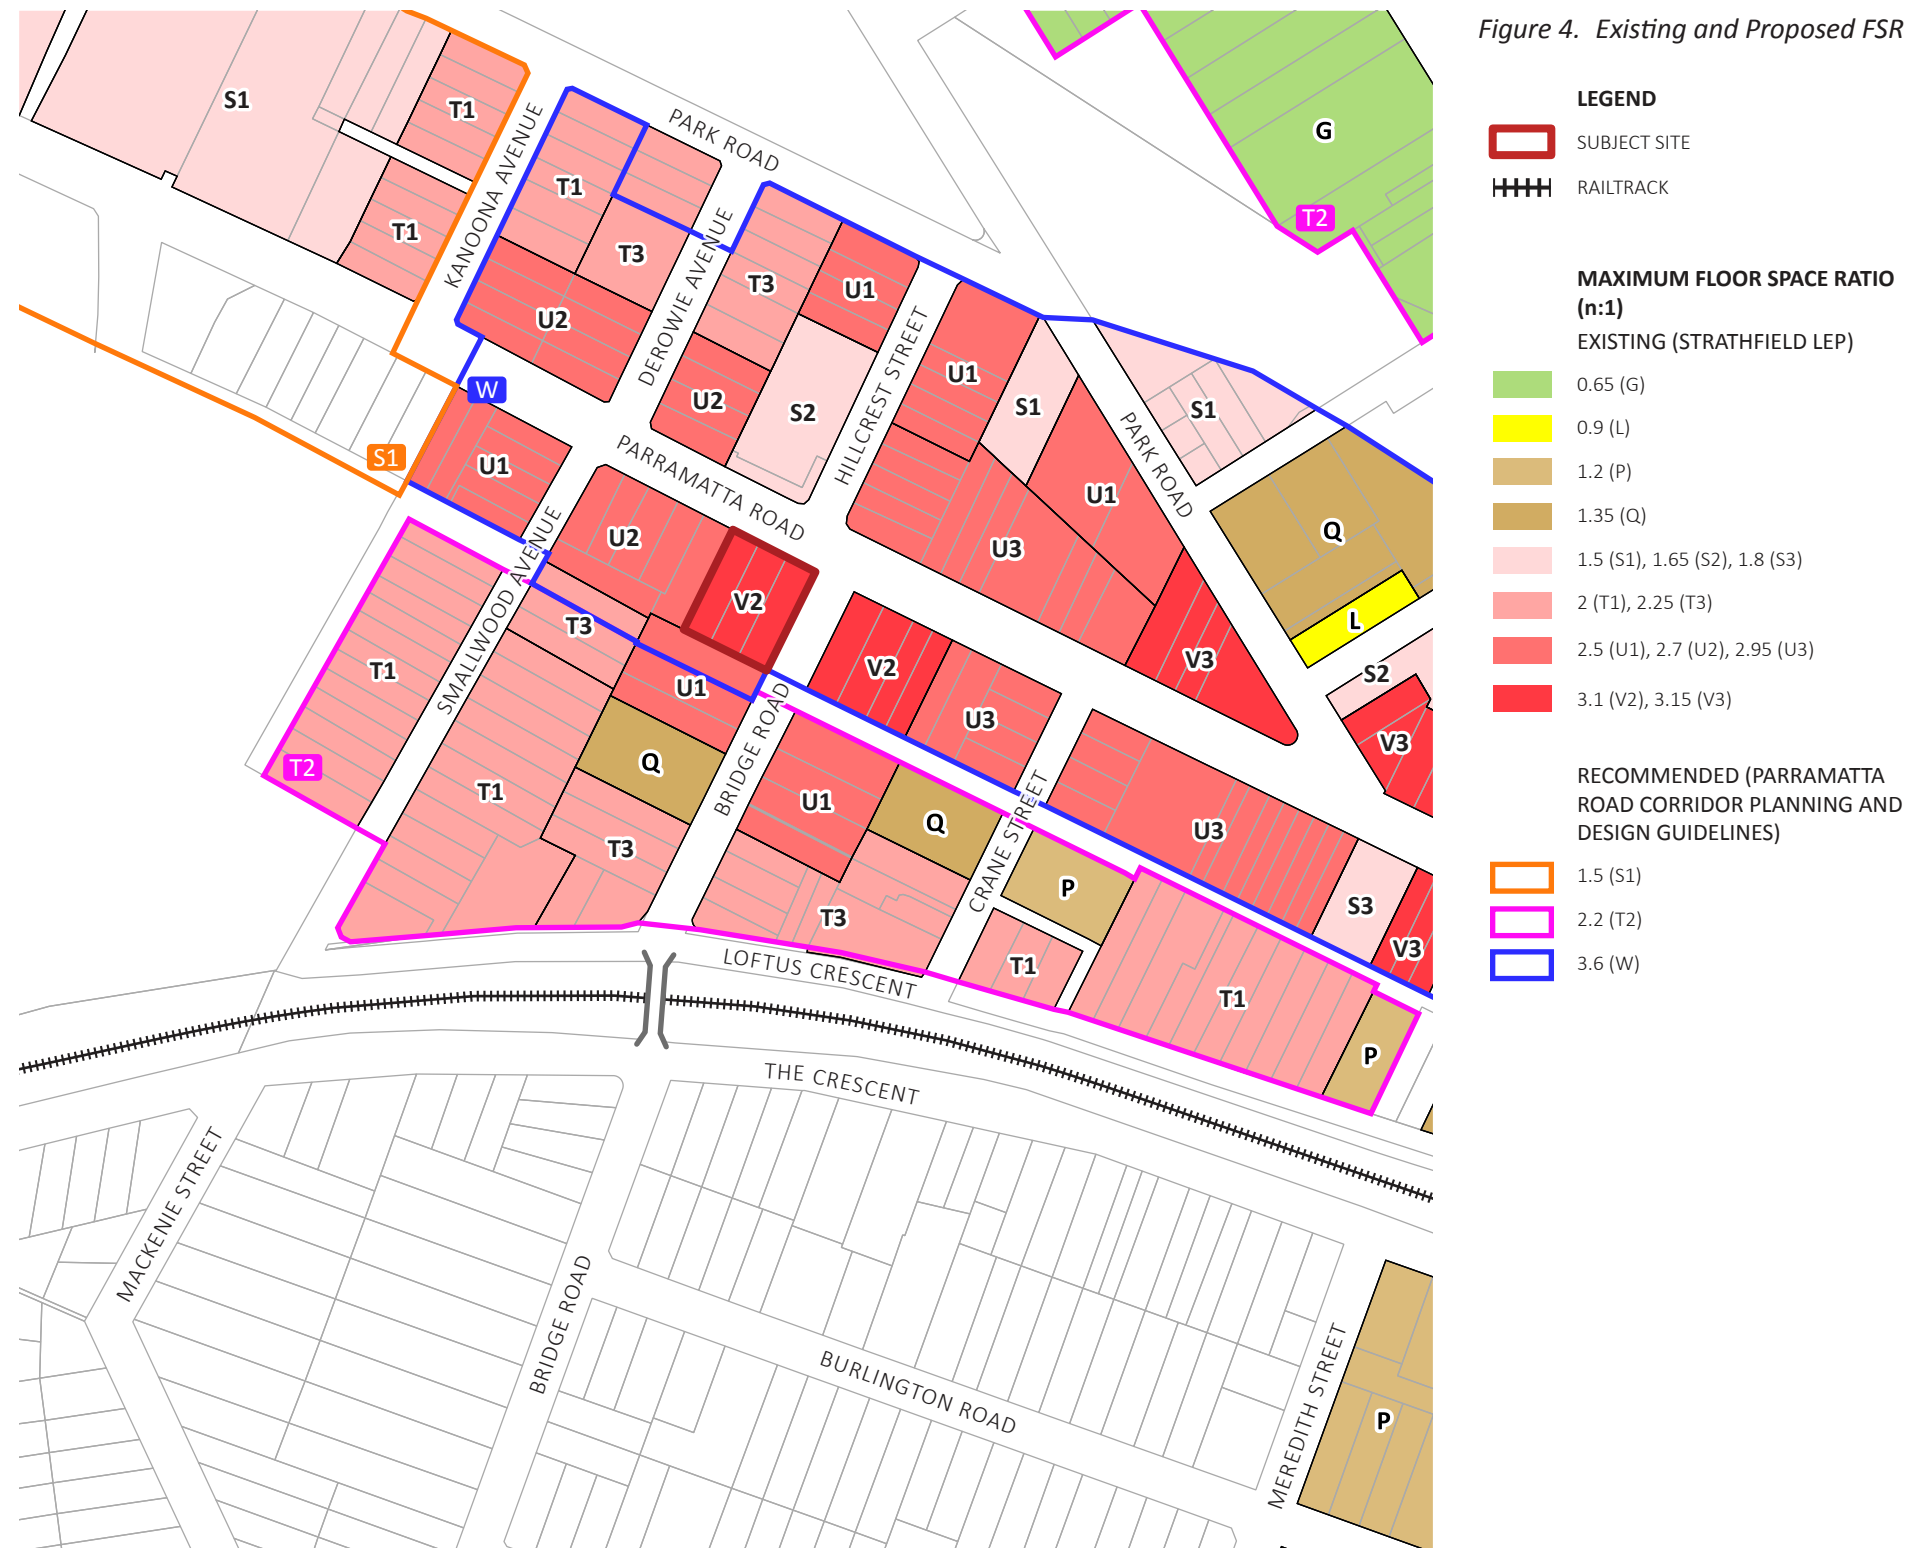 Figure 4. Existing and Proposed FSR
LEGEND
SUBJECT SITE
RAILTRACK
MAXIMUM FLOOR SPACE RATIO
(n:1)
EXISTING (STRATHFIELD LEP)
0.65 (G)
0.9 (L)
1.2 (P)
1.35 (Q)
1.5 (S1), 1.65 (S2), 1.8 (S3)
2 (T1), 2.25 (T3)
2.5 (U1), 2.7 (U2), 2.95 (U3)
3.1 (V2), 3.15 (V3)
RECOMMENDED (PARRAMATTA
ROAD CORRIDOR PLANNING AND
DESIGN GUIDELINES)
1.5 (S1)
2.2 (T2)
3.6 (W)
S1
T1
T1
KANOONA AVENUE
PARK ROAD
T1
T3
U2
DEROWIE AVENUE
T3
U1
U2
S2
HILLCREST STREET
U1
S1
U1
U3
PARK ROAD
S1
G
T2
Q
L
S2
V3
V3
W
S1
U1
PARRAMATTA ROAD
U2
V2
SMALLWOOD AVENUE
T3
U1
T1
T2
T1
Q
T3
BRIDGE ROAD
V2
U3
U1
Q
T3
CRANE STREET
P
T1
U3
S3
V3
T1
P
LOFTUS CRESCENT
THE CRESCENT
MACKENIE STREET
BRIDGE ROAD
BURLINGTON ROAD
MEREDITH STREET
P